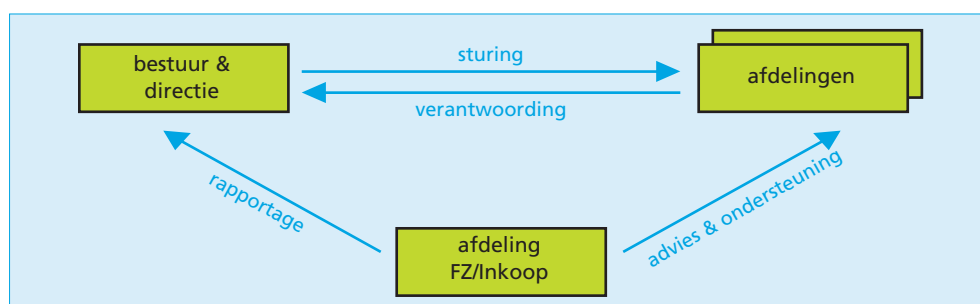 bestuur &
directie
sturing
verantwoording
afdelingen
rapportage
advies & ondersteuning
afdeling
FZ/Inkoop